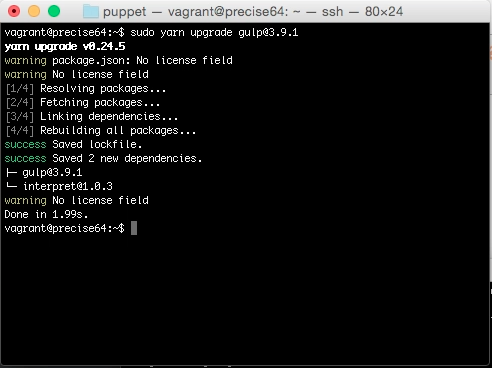 puppet — vagrant@precise64: ~ — ssh — 80×24
vagrant@precise64:~$ sudo yarn upgrade gulp@3.9.1
yarn upgrade v0.24.5
warning package.json: No license field
warning No license field
[1/4] Resolving packages...
[2/4] Fetching packages...
[3/4] Linking dependencies...
[4/4] Rebuilding all packages...
success Saved lockfile.
success Saved 2 new dependencies.
├─ gulp@3.9.1
└─ interpret@1.0.3
warning No license field
Done in 1.99s.
vagrant@precise64:~$